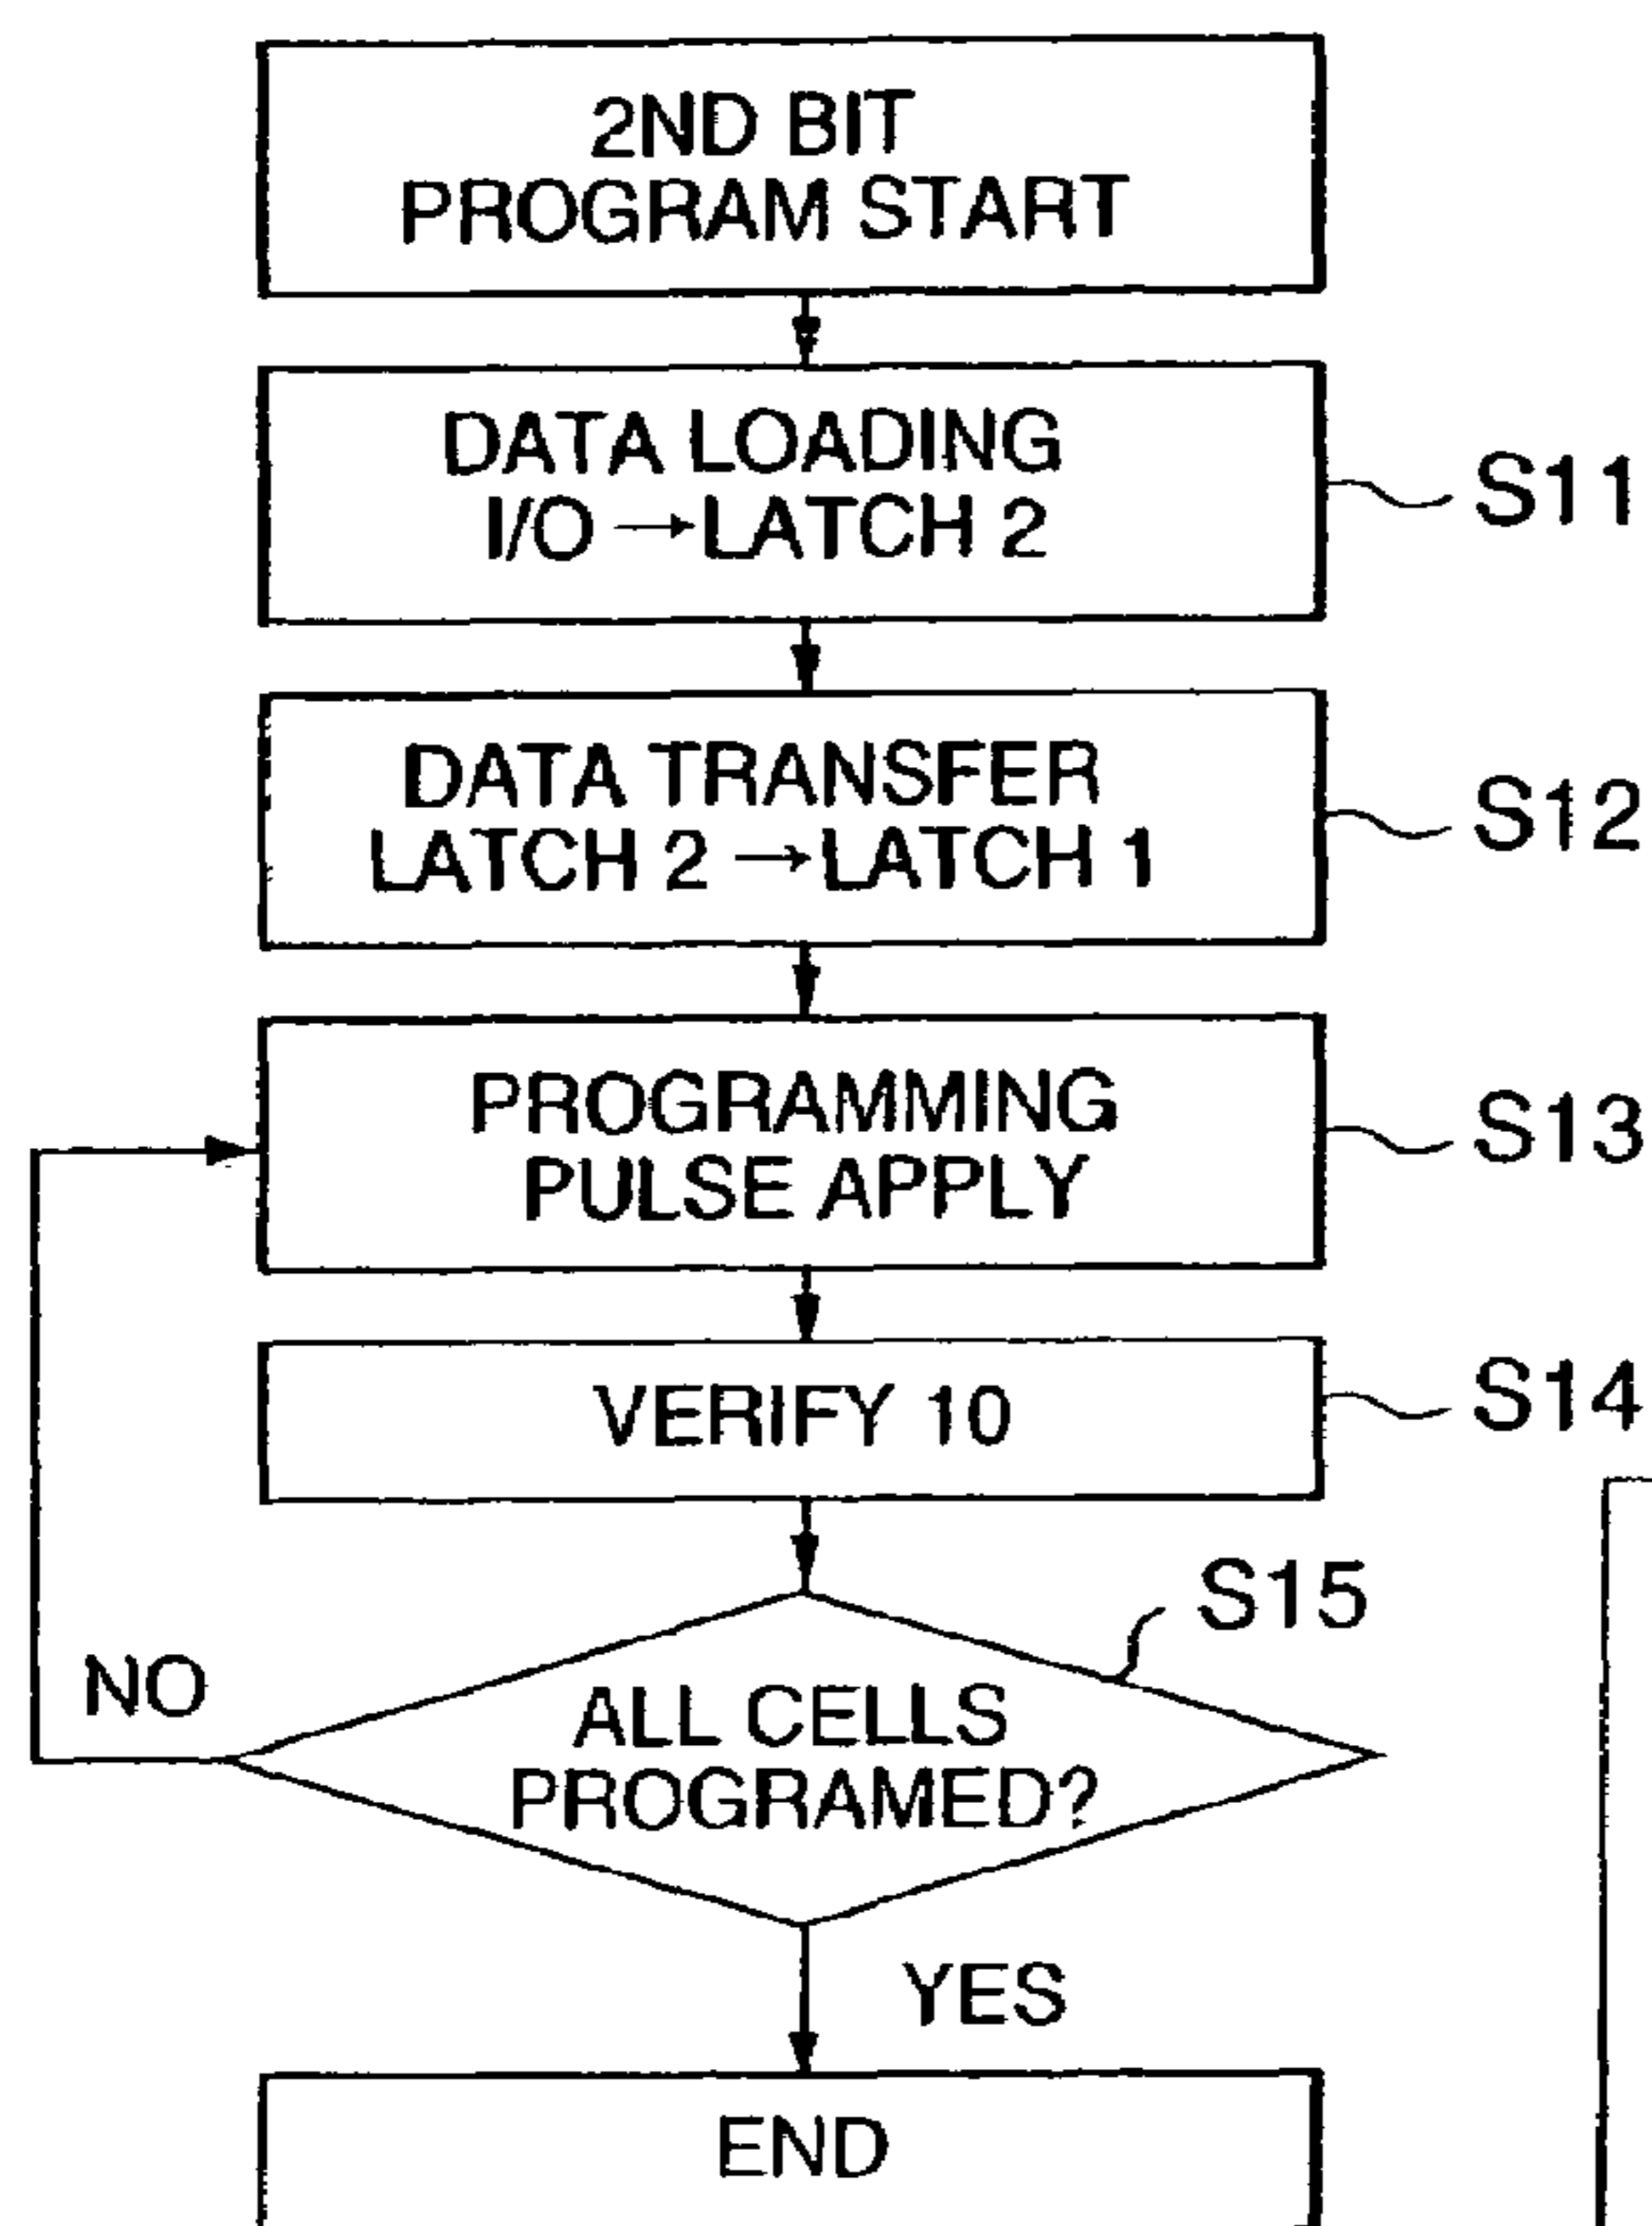 2ND BIT
PROGRAM START
DATA LOADING
I/O → LATCH 2
S11
DATA TRANSFER
LATCH 2 → LATCH 1
S12
PROGRAMMING
PULSE APPLY
S13
VERIFY 10
S14
S15
NO
ALL CELLS
PROGRAMED?
YES
END